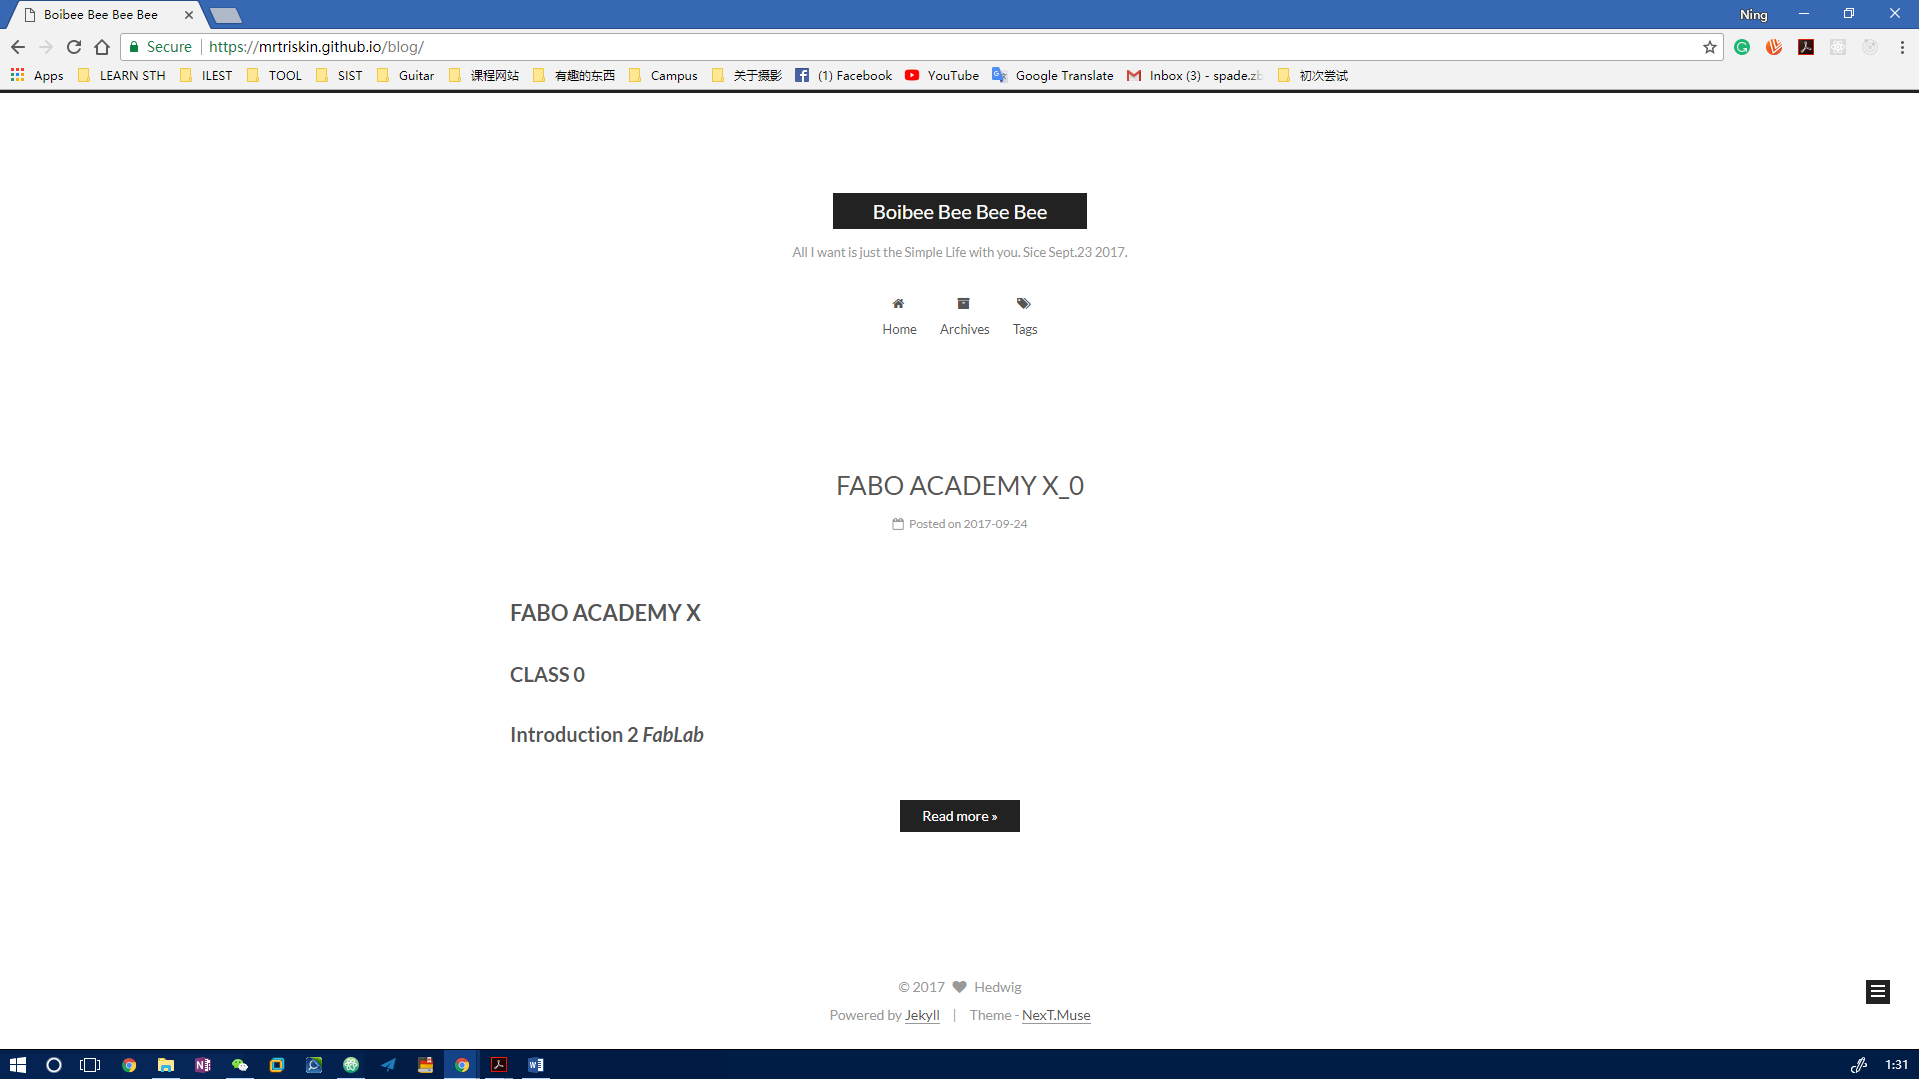 Boibee Bee Bee Bee
Ning
Secure https://mrtriskin.github.io/blog/
Apps LEARN STH ILEST TOOL SIST Guitar 课程网站 有趣的东西 Campus 关于摄影 (1) Facebook YouTube Google Translate Inbox (3) - spade.zb 初次尝试
Boibee Bee Bee Bee
All I want is just the Simple Life with you. Sice Sept.23 2017.
Home Archives Tags
FABO ACADEMY X_0
Posted on 2017-09-24
FABO ACADEMY X
CLASS 0
Introduction 2 FabLab
Read more »
© 2017 Hedwig
Powered by Jekyll | Theme - NexT.Muse
1:31